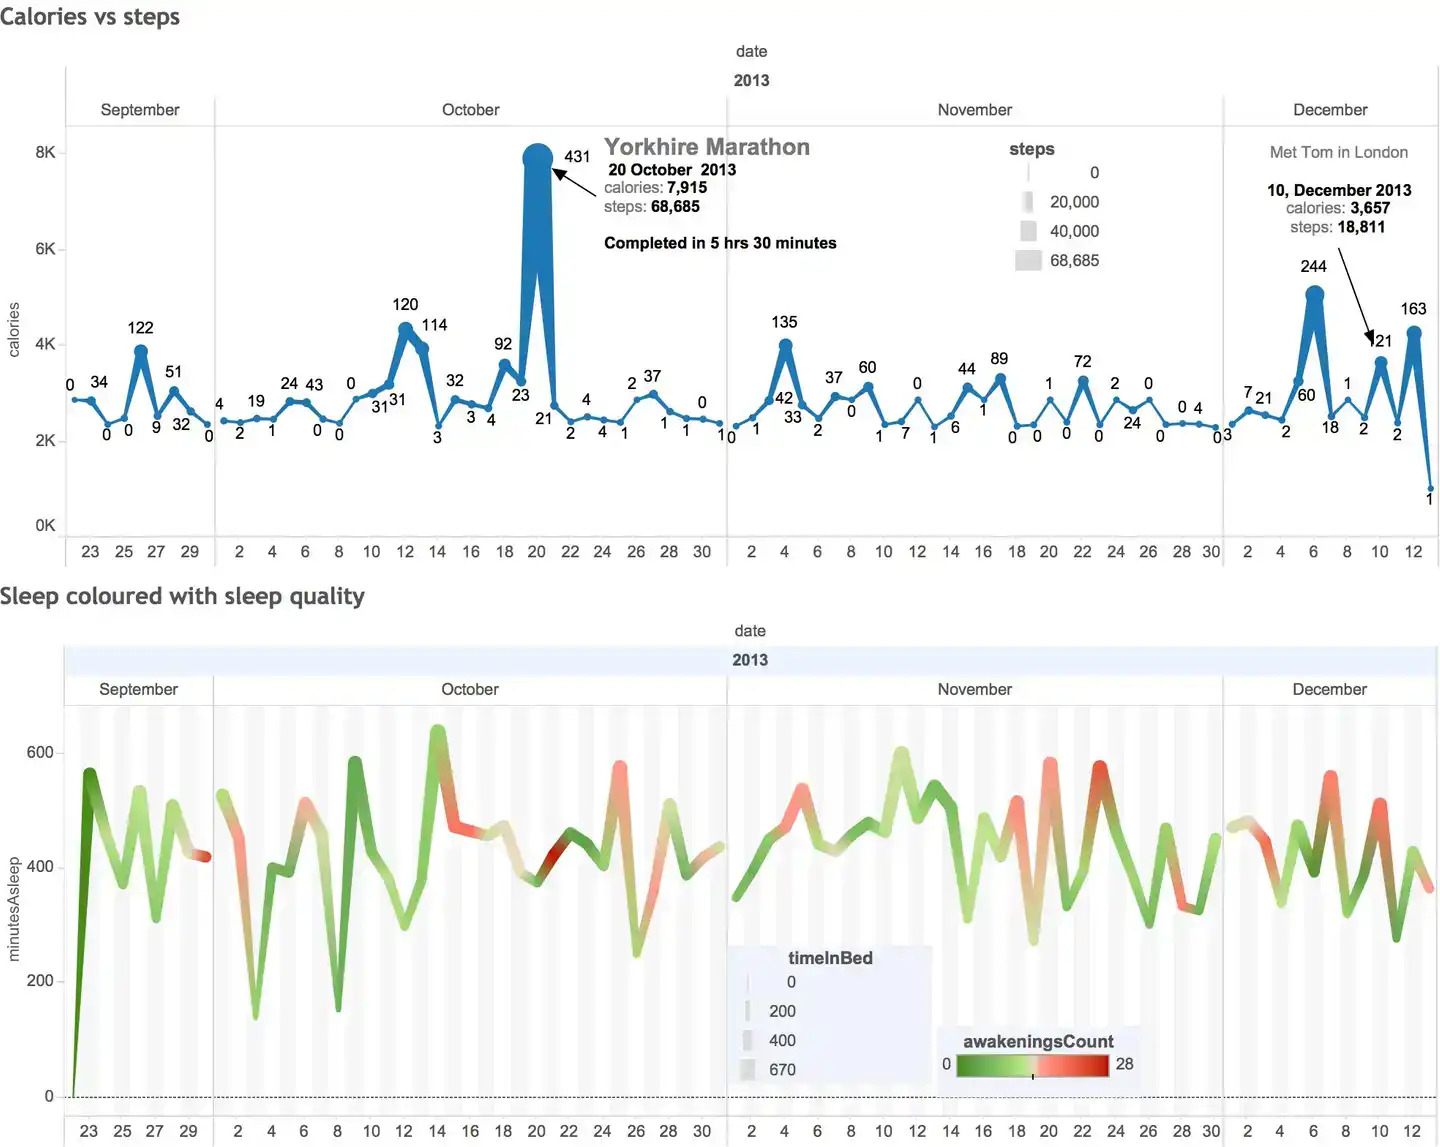 Calories vs steps
date
2013
September October November December
8K
6K
4K
2K
0K
calories
431
Yorkhire Marathon
20 October 2013
calories: 7,915
steps: 68,685
Completed in 5 hrs 30 minutes
steps
0
20,000
40,000
68,685
Met Tom in London
10, December 2013
calories: 3,657
steps: 18,811
0 34 0 0 122 9 51 32 0
4 2 19 1 24 43 0 0 0 31 31 120 114 3 32 3 4 92 23 21 2 4 4 1 2 37 1 1 0 1
0 1 42 135 33 2 37 0 60 1 7 0 1 6 44 1 89 0 0 1 0 72 0 2 24 0 0 0 4 0
3 7 21 2 60 244 18 1 2 21 2 163 1
23 25 27 29 2 4 6 8 10 12 14 16 18 20 22 24 26 28 30 2 4 6 8 10 12 14 16 18 20 22 24 26 28 30 2 4 6 8 10 12
Sleep coloured with sleep quality
date
2013
September October November December
600
400
200
0
minutesAsleep
timeInBed
0
200
400
670
awakeningsCount
0 28
23 25 27 29 2 4 6 8 10 12 14 16 18 20 22 24 26 28 30 2 4 6 8 10 12 14 16 18 20 22 24 26 28 30 2 4 6 8 10 12